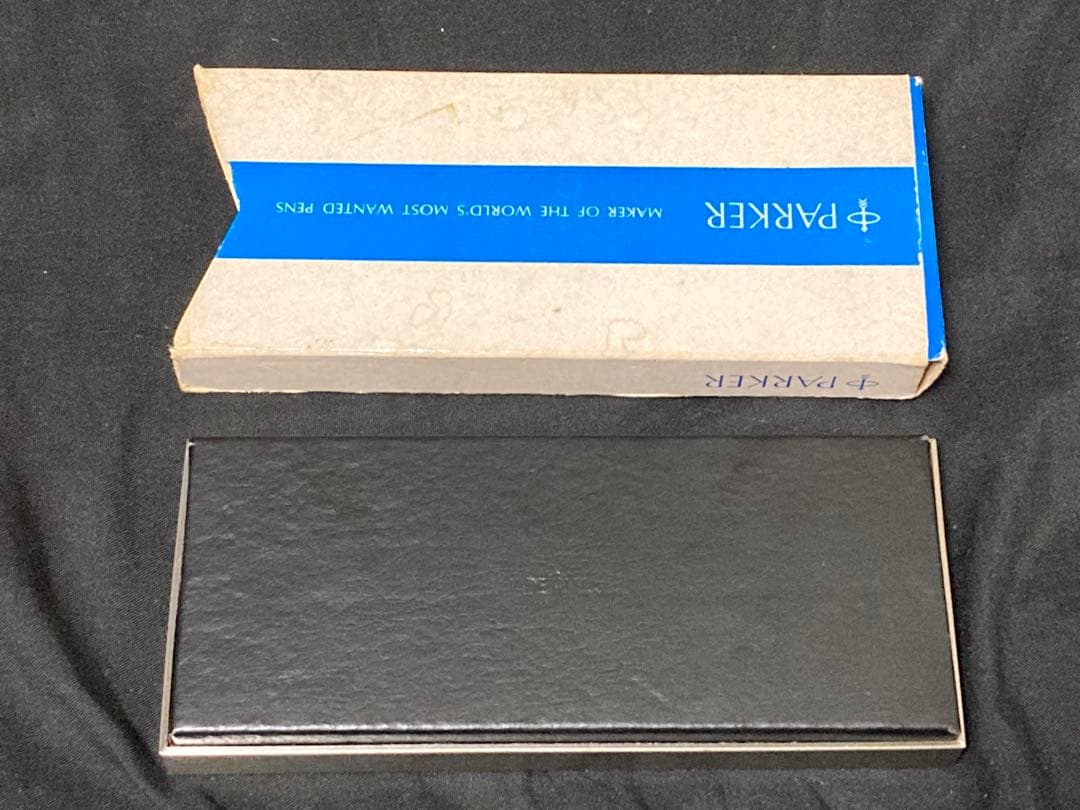 PARKER MAKER OF THE WORLD'S MOST WANTED PENS
PARKER